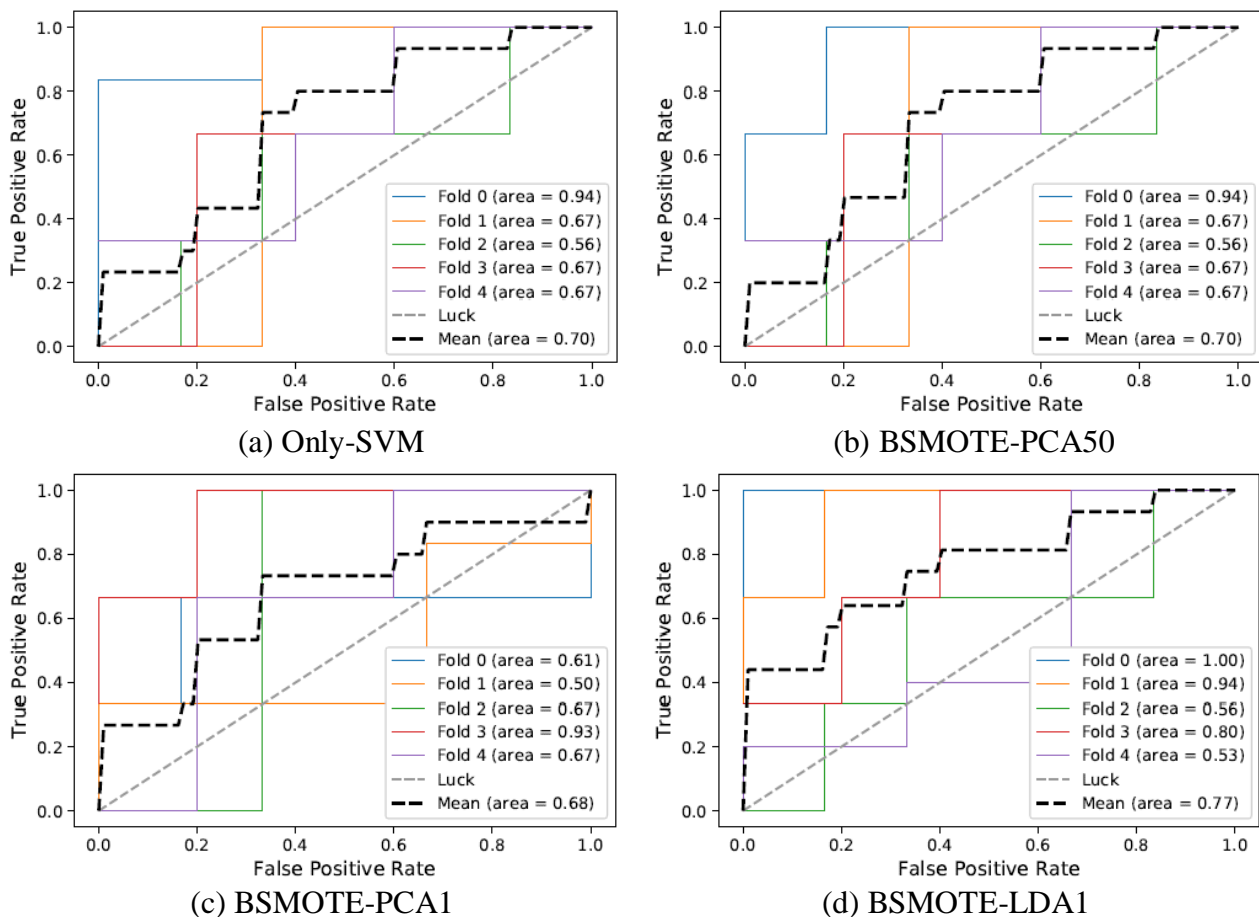 1.0
0.8
0.6
0.4
0.2
0.0
True Positive Rate
Fold 0 (area = 0.94)
Fold 1 (area = 0.67)
Fold 2 (area = 0.56)
Fold 3 (area = 0.67)
Fold 4 (area = 0.67)
Luck
Mean (area = 0.70)
0.0 0.2 0.4 0.6 0.8 1.0
False Positive Rate
(a) Only-SVM
1.0
0.8
0.6
0.4
0.2
0.0
True Positive Rate
Fold 0 (area = 0.94)
Fold 1 (area = 0.67)
Fold 2 (area = 0.56)
Fold 3 (area = 0.67)
Fold 4 (area = 0.67)
Luck
Mean (area = 0.70)
0.0 0.2 0.4 0.6 0.8 1.0
False Positive Rate
(b) BSMOTE-PCA50
1.0
0.8
0.6
0.4
0.2
0.0
True Positive Rate
Fold 0 (area = 0.61)
Fold 1 (area = 0.50)
Fold 2 (area = 0.67)
Fold 3 (area = 0.93)
Fold 4 (area = 0.67)
Luck
Mean (area = 0.68)
0.0 0.2 0.4 0.6 0.8 1.0
False Positive Rate
(c) BSMOTE-PCA1
1.0
0.8
0.6
0.4
0.2
0.0
True Positive Rate
Fold 0 (area = 1.00)
Fold 1 (area = 0.94)
Fold 2 (area = 0.56)
Fold 3 (area = 0.80)
Fold 4 (area = 0.53)
Luck
Mean (area = 0.77)
0.0 0.2 0.4 0.6 0.8 1.0
False Positive Rate
(d) BSMOTE-LDA1